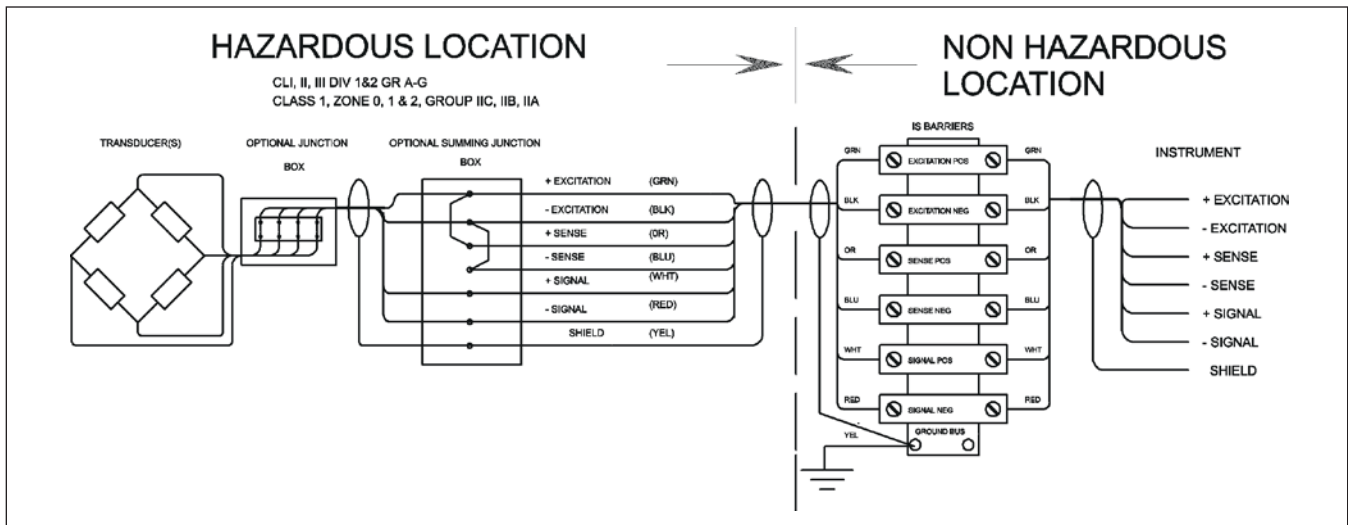 HAZARDOUS LOCATION
CLI, II, III DIV 1&2 GR A-G
CLASS 1, ZONE 0, 1 & 2, GROUP IIC, IIB, IIA
NON HAZARDOUS
LOCATION
TRANSDUCER(S)
OPTIONAL JUNCTION
BOX
OPTIONAL SUMMING JUNCTION
BOX
+ EXCITATION (GRN)
- EXCITATION (BLK)
+ SENSE (OR)
- SENSE (BLU)
+ SIGNAL (WHT)
- SIGNAL (RED)
SHIELD (YEL)
IS BARRIERS
GRN EXCITATION POS GRN
BLK EXCITATION NEG BLK
OR SENSE POS OR
BLU SENSE NEG BLU
WHT SIGNAL POS WHT
RED SIGNAL NEG RED
YEL GROUND BUS
INSTRUMENT
+ EXCITATION
- EXCITATION
+ SENSE
- SENSE
+ SIGNAL
- SIGNAL
SHIELD